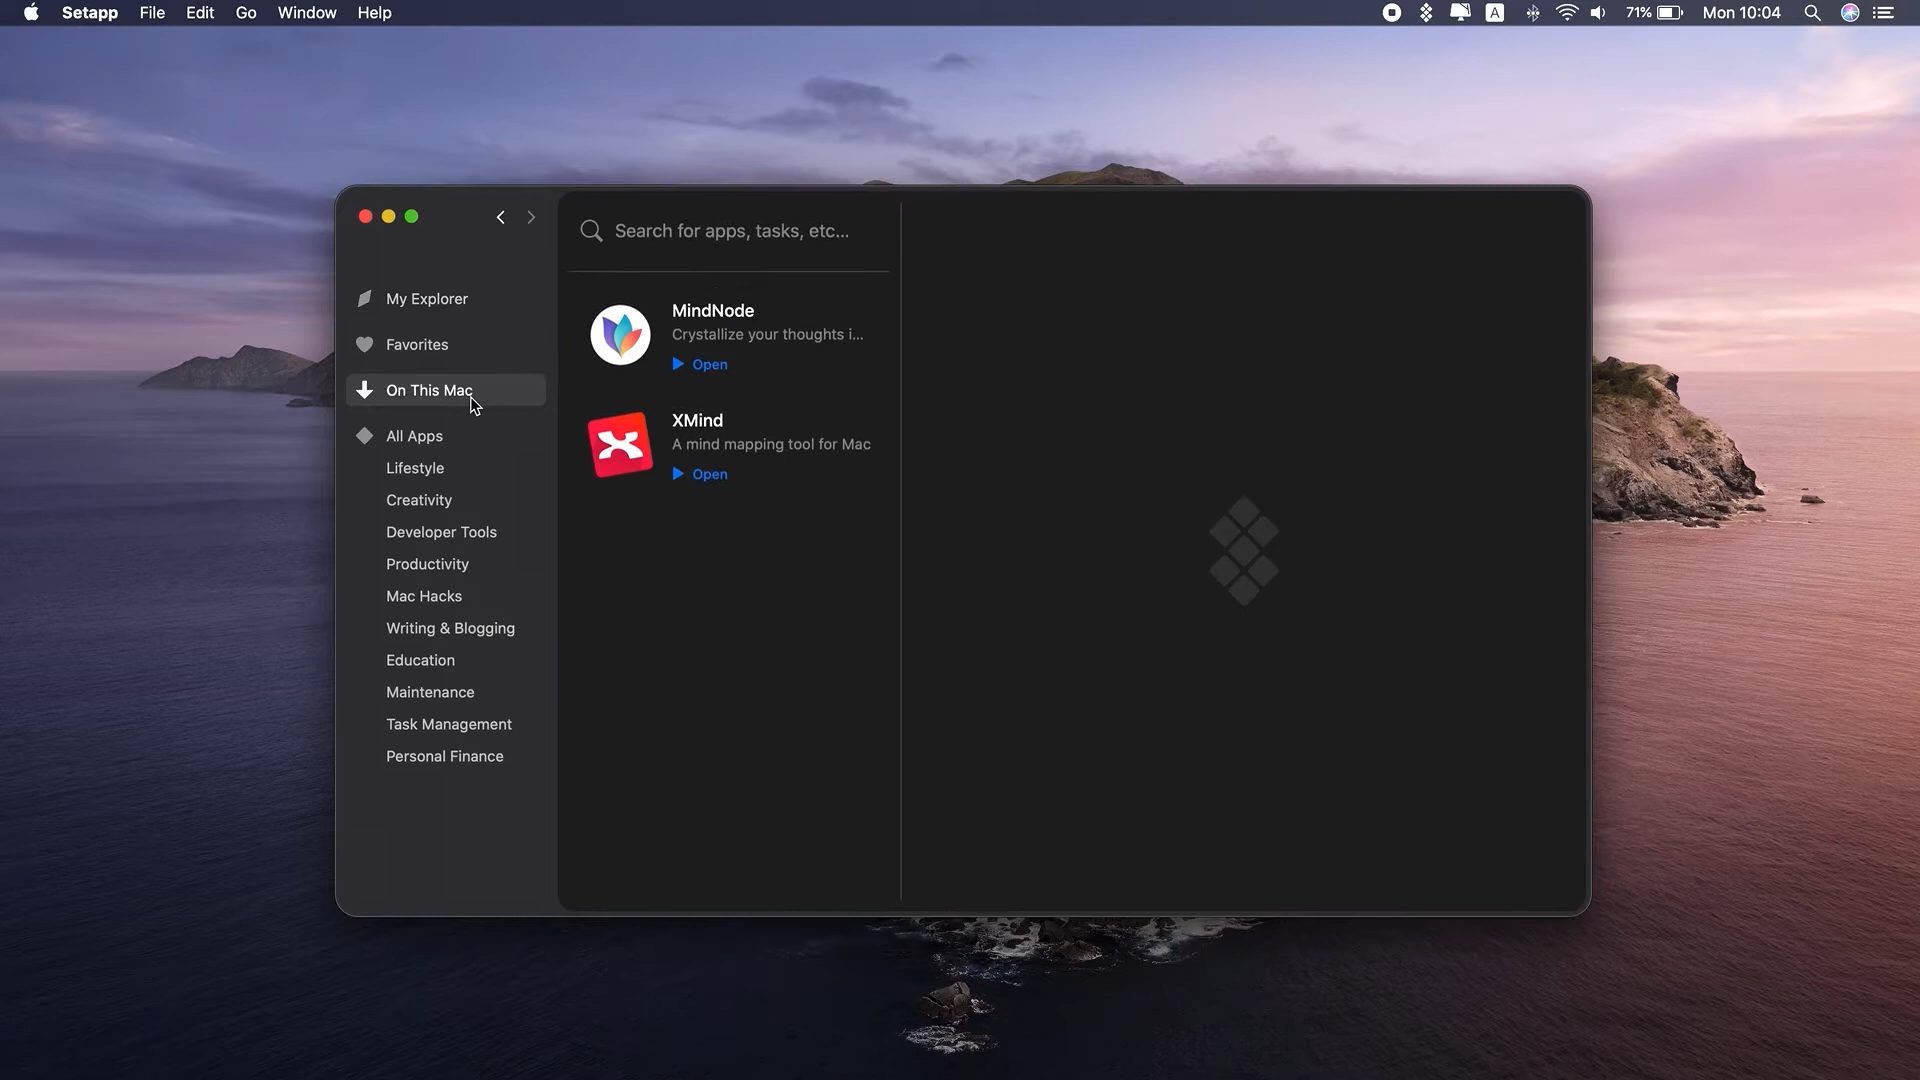 Setapp File Edit Go Window Help
A 71% Mon 10:04
Search for apps, tasks, etc...
My Explorer
Favorites
On This Mac
All Apps
Lifestyle
Creativity
Developer Tools
Productivity
Mac Hacks
Writing & Blogging
Education
Maintenance
Task Management
Personal Finance
MindNode
Crystallize your thoughts i...
Open
XMind
A mind mapping tool for Mac
Open